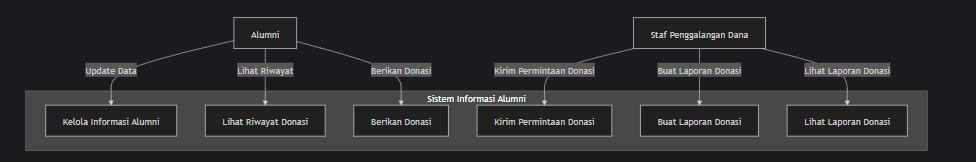 Alumni
Staf Penggalangan Dana
Update Data
Lihat Riwayat
Berikan Donasi
Kirim Permintaan Donasi
Buat Laporan Donasi
Lihat Laporan Donasi
Sistem Informasi Alumni
Kelola Informasi Alumni
Lihat Riwayat Donasi
Berikan Donasi
Kirim Permintaan Donasi
Buat Laporan Donasi
Lihat Laporan Donasi